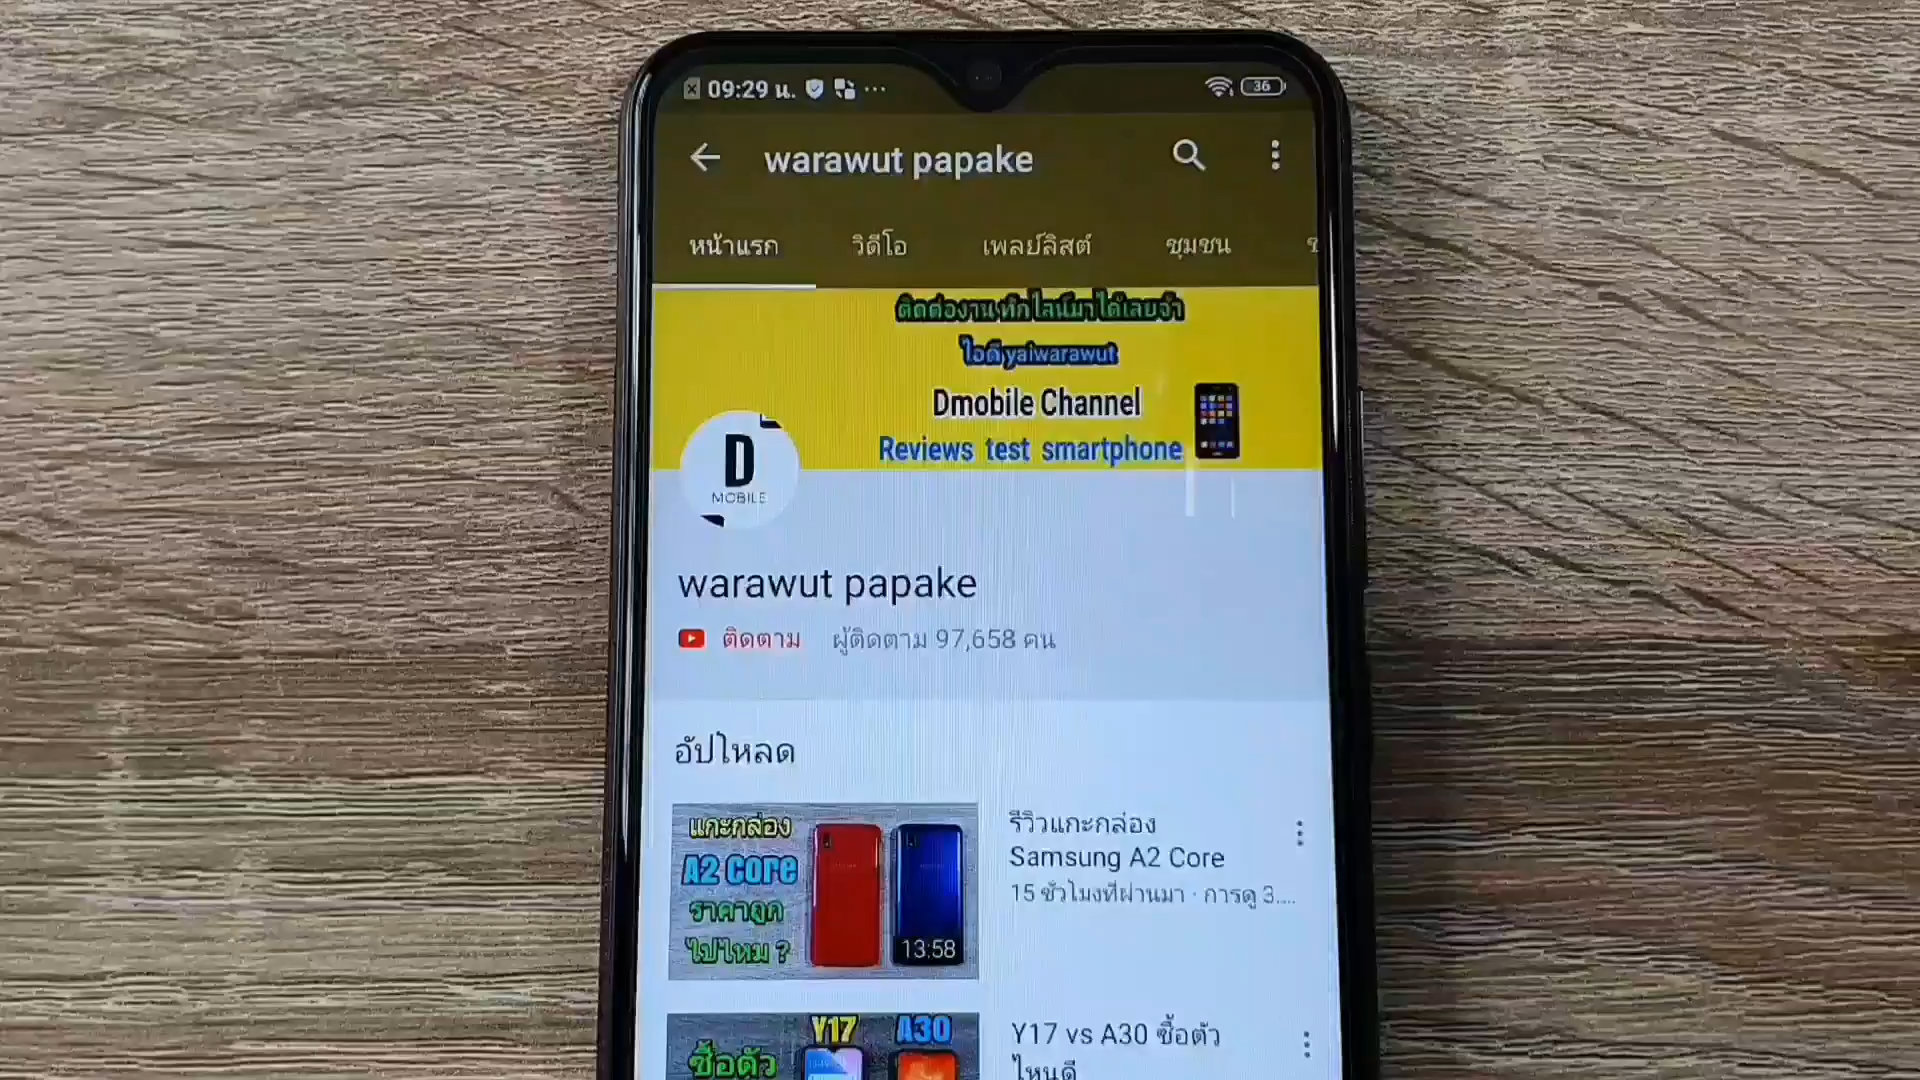 09:29 น.
36
warawut papake
หน้าแรก วิดีโอ เพลย์ลิสต์ ชุมชน
ติดต่องาน ทักไลน์มาได้เลยจ้า
ไอดี yaiwarawut
Dmobile Channel
Reviews test smartphone
D
MOBILE
warawut papake
ติดตาม ผู้ติดตาม 97,658 คน
อัปโหลด
แกะกล่อง
A2 Core
ราคาถูก
ไปไหม ?
13:58
รีวิวแกะกล่อง
Samsung A2 Core
15 ชั่วโมงที่ผ่านมา · การดู 3....
Y17 A30
ซื้อตัว
Y17 vs A30 ซื้อตัว
ไหนดี